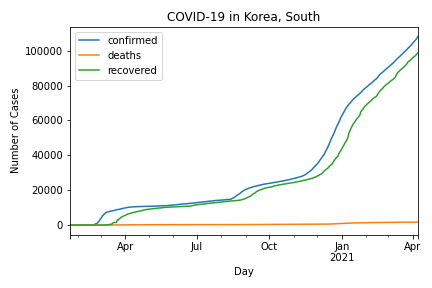 COVID-19 in Korea, South
confirmed
deaths
recovered
100000
80000
60000
40000
20000
0
Number of Cases
Apr
Jul
Oct
Jan
2021
Apr
Day